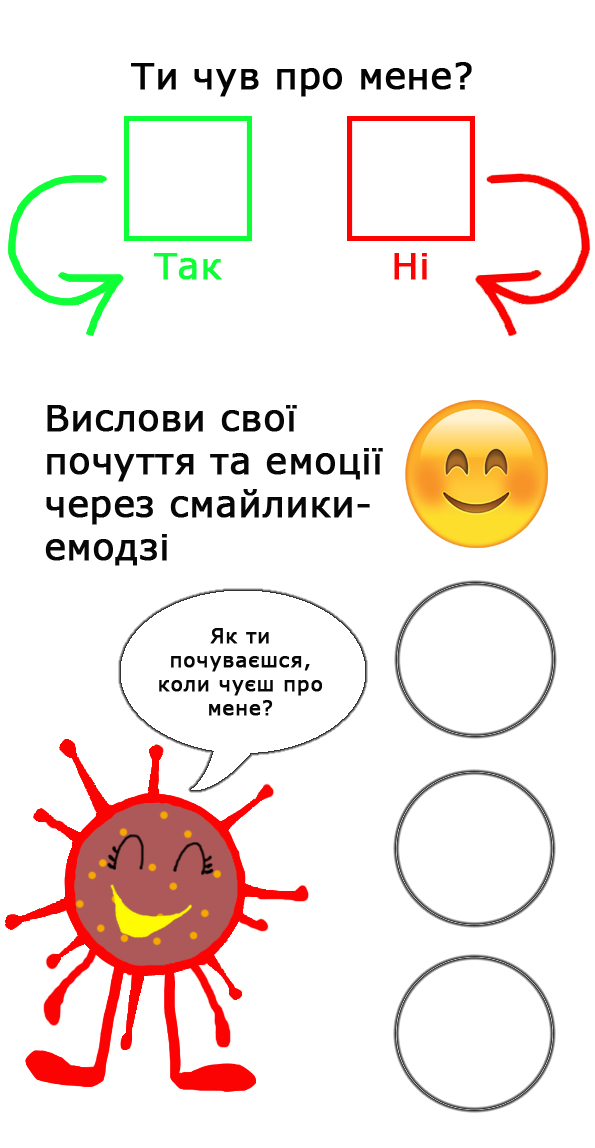 Ти чув про мене?
Так
Ні
Вислови свої
почуття та емоції
через смайлики-
емодзі
Як ти
почуваєшся,
коли чуєш про
мене?